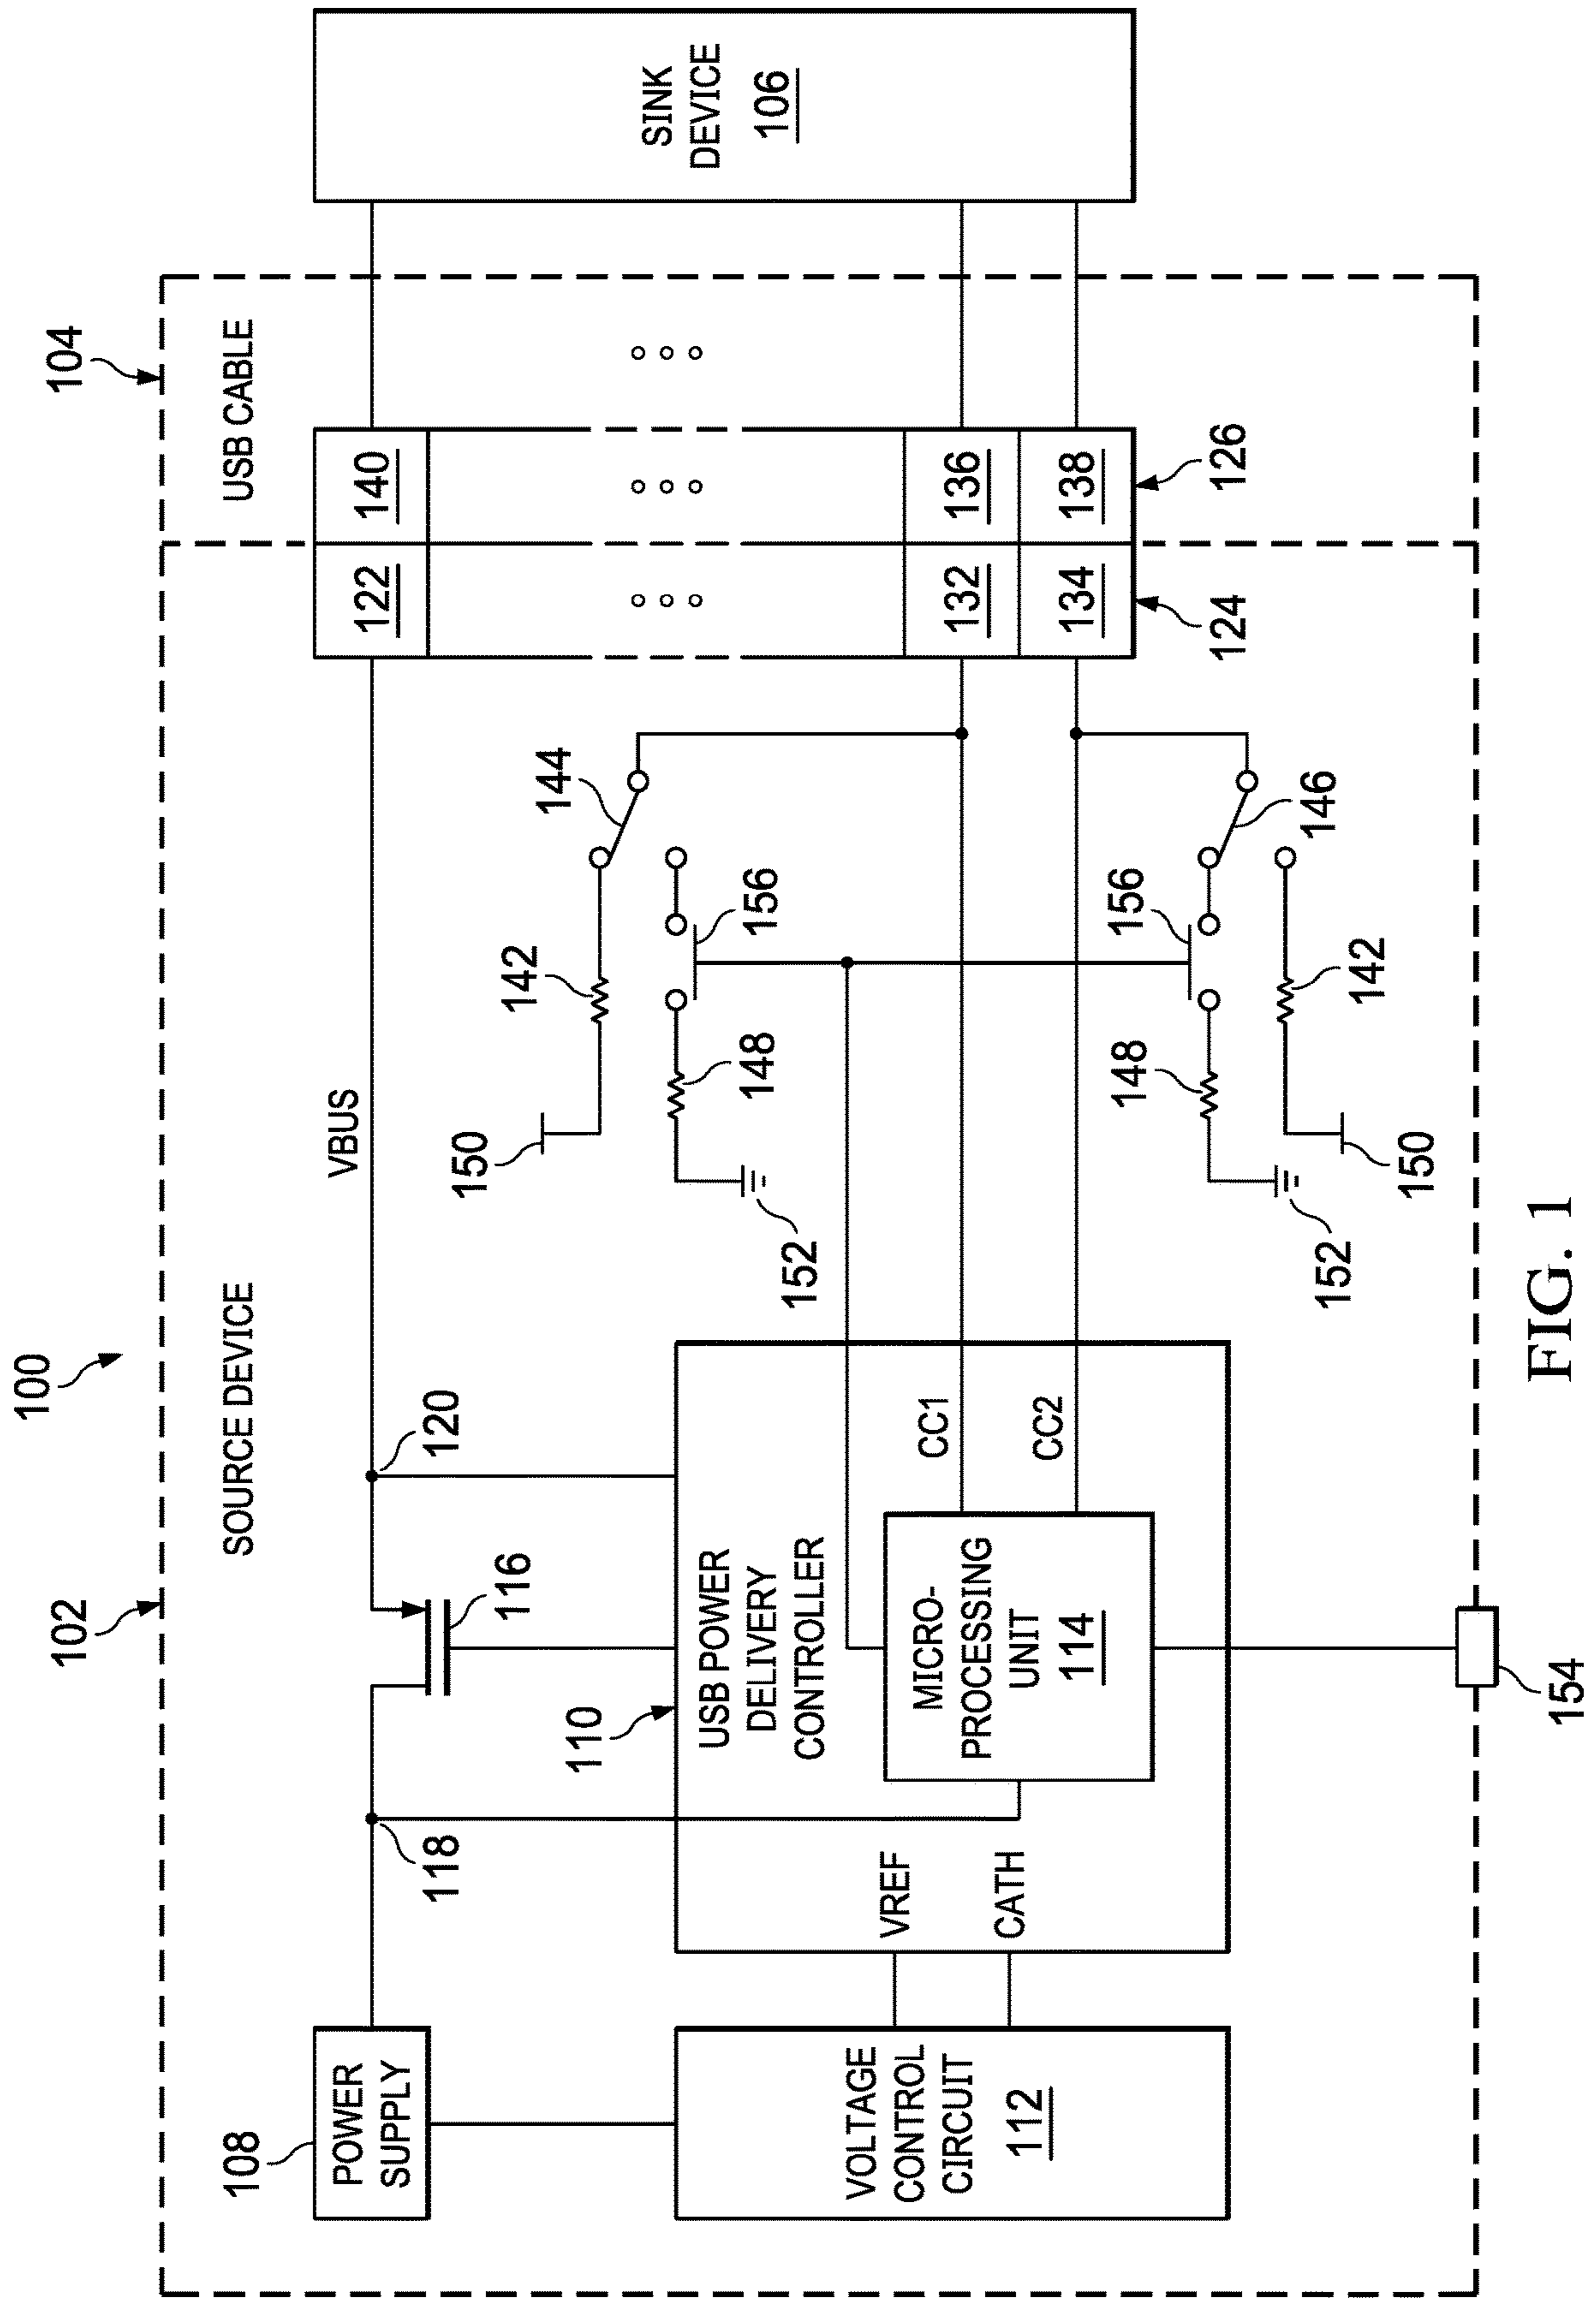 100
102
104
SOURCE DEVICE
USB CABLE
108
POWER
SUPPLY
118
116
120
VBUS
122
140
SINK
DEVICE
106
110
USB POWER
DELIVERY
CONTROLLER
150
142
144
152
148
156
VOLTAGE
CONTROL
CIRCUIT
112
VREF
CATH
MICRO-
PROCESSING
UNIT
114
CC1
CC2
132
136
134
138
148
156
146
152
150
142
124
126
154
FIG. 1